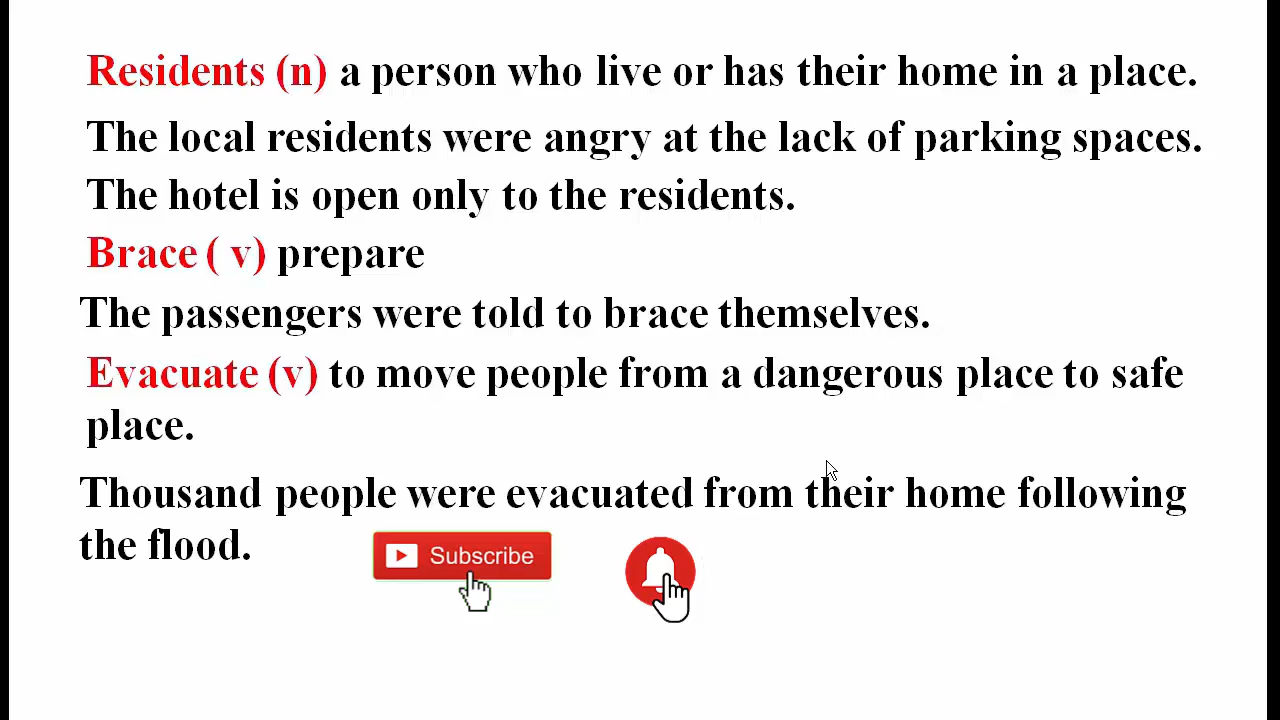 Residents (n) a person who live or has their home in a place.
The local residents were angry at the lack of parking spaces.
The hotel is open only to the residents.
Brace ( v) prepare
The passengers were told to brace themselves.
Evacuate (v) to move people from a dangerous place to safe
place.
Thousand people were evacuated from their home following
the flood.
Subscribe